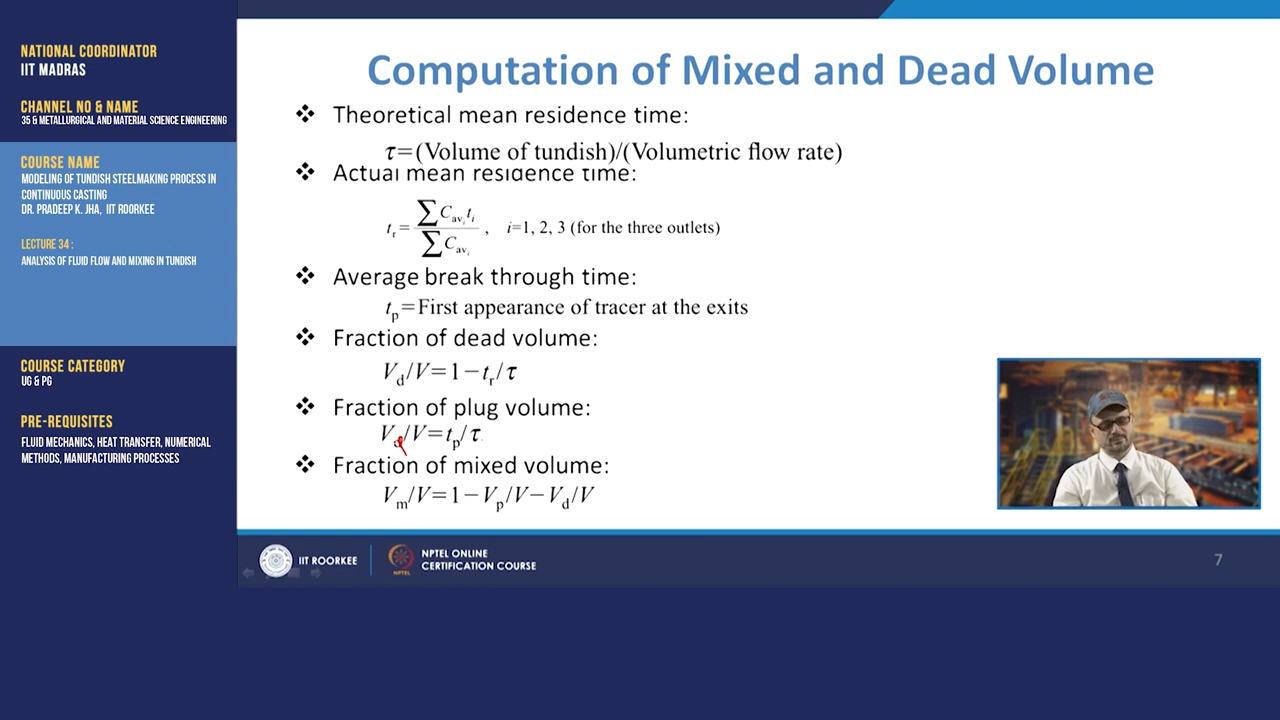 NATIONAL COORDINATOR
IIT MADRAS
CHANNEL NO & NAME
35 & METALLURGICAL AND MATERIAL SCIENCE ENGINEERING
COURSE NAME
MODELING OF TUNDISH STEELMAKING PROCESS IN
CONTINUOUS CASTING
DR. PRADEEP K. JHA, IIT ROORKEE
LECTURE 34 :
ANALYSIS OF FLUID FLOW AND MIXING IN TUNDISH
COURSE CATEGORY
UG & PG
PRE-REQUISITES
FLUID MECHANICS, HEAT TRANSFER, NUMERICAL
METHODS, MANUFACTURING PROCESSES
Computation of Mixed and Dead Volume
❖ Theoretical mean residence time:
τ=(Volume of tundish)/(Volumetric flow rate)
❖ Actual mean residence time:
t_r = ∑C_av_i t_i / ∑C_av_i , i=1, 2, 3 (for the three outlets)
❖ Average break through time:
t_p=First appearance of tracer at the exits
❖ Fraction of dead volume:
V_d/V=1−t_r/τ
❖ Fraction of plug volume:
V_d/V=t_p/τ
❖ Fraction of mixed volume:
V_m/V=1−V_p/V−V_d/V
IIT ROORKEE
NPTEL
NPTEL ONLINE
CERTIFICATION COURSE
7